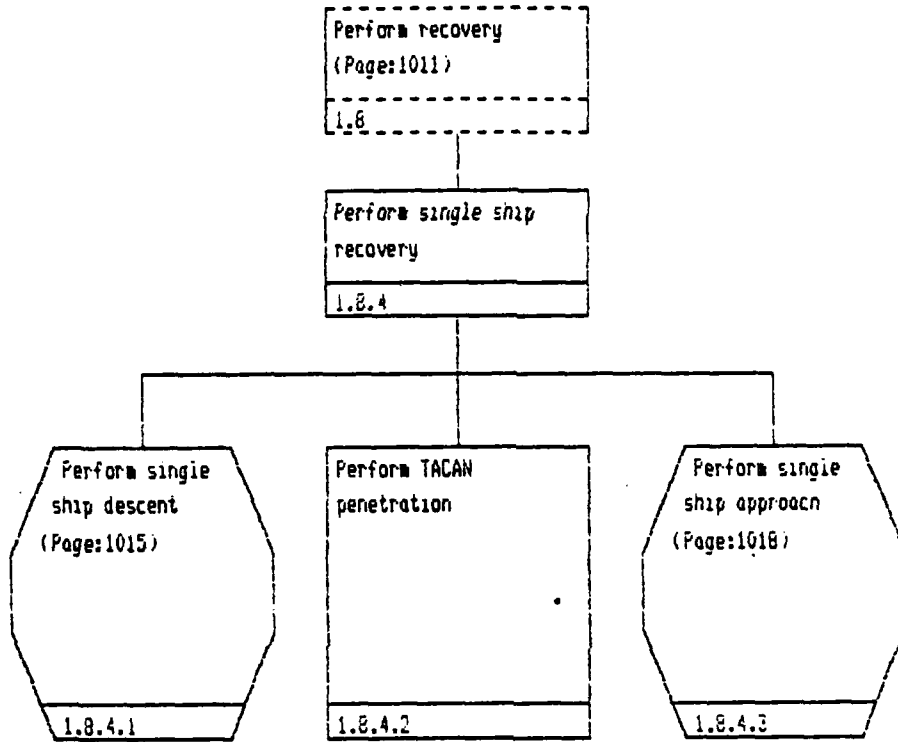 Perform recovery
(Page:1011)
1.8
Perform single ship
recovery
1.8.4
Perform single
ship descent
(Page:1015)
1.8.4.1
Perform TACAN
penetration
1.8.4.2
Perform single
ship approach
(Page:1018)
1.8.4.3